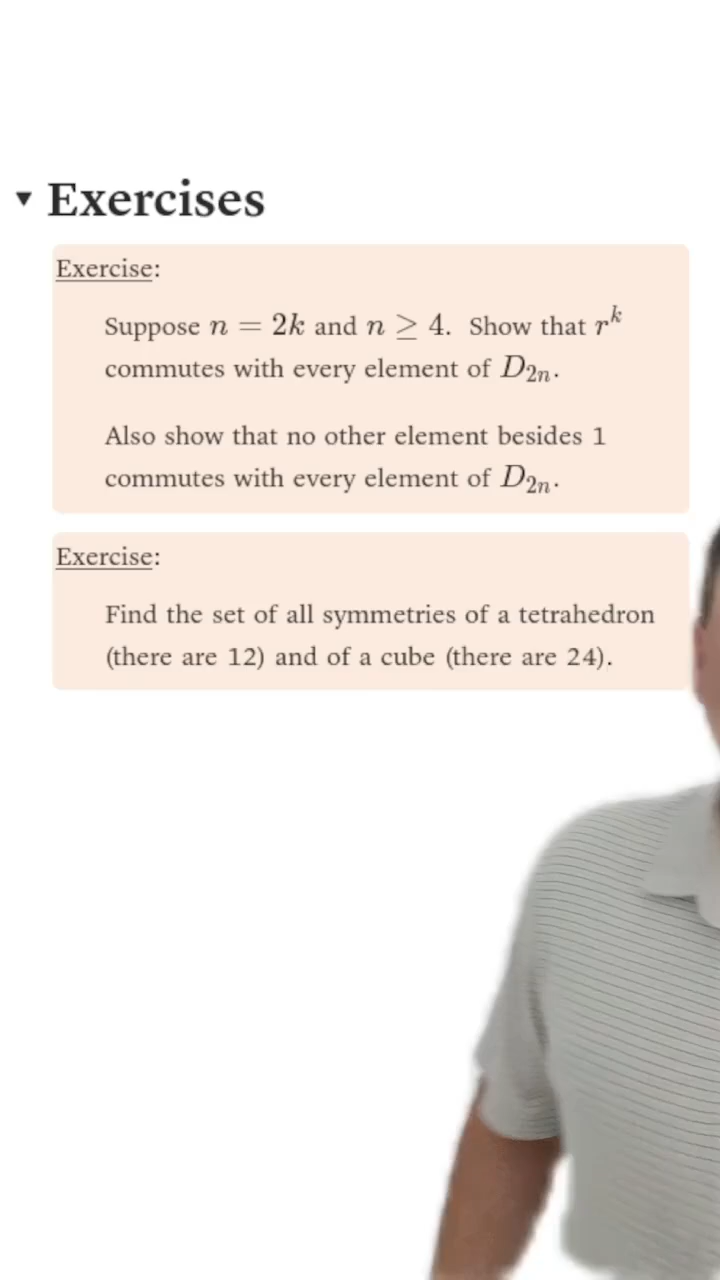 Exercises
Exercise:
Suppose n = 2k and n ≥ 4. Show that r^k
commutes with every element of D_{2n}.
Also show that no other element besides 1
commutes with every element of D_{2n}.
Exercise:
Find the set of all symmetries of a tetrahedron
(there are 12) and of a cube (there are 24).